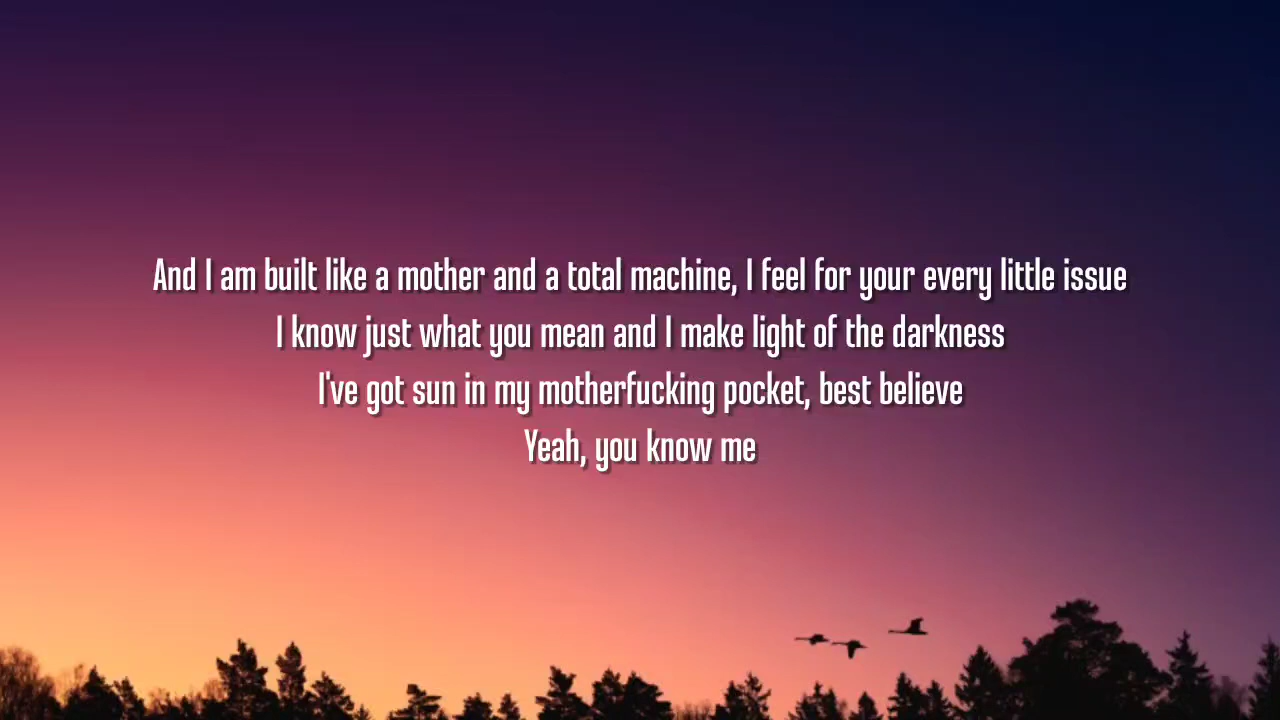 And I am built like a mother and a total machine, I feel for your every little issue
I know just what you mean and I make light of the darkness
I've got sun in my motherfucking pocket, best believe
Yeah, you know me